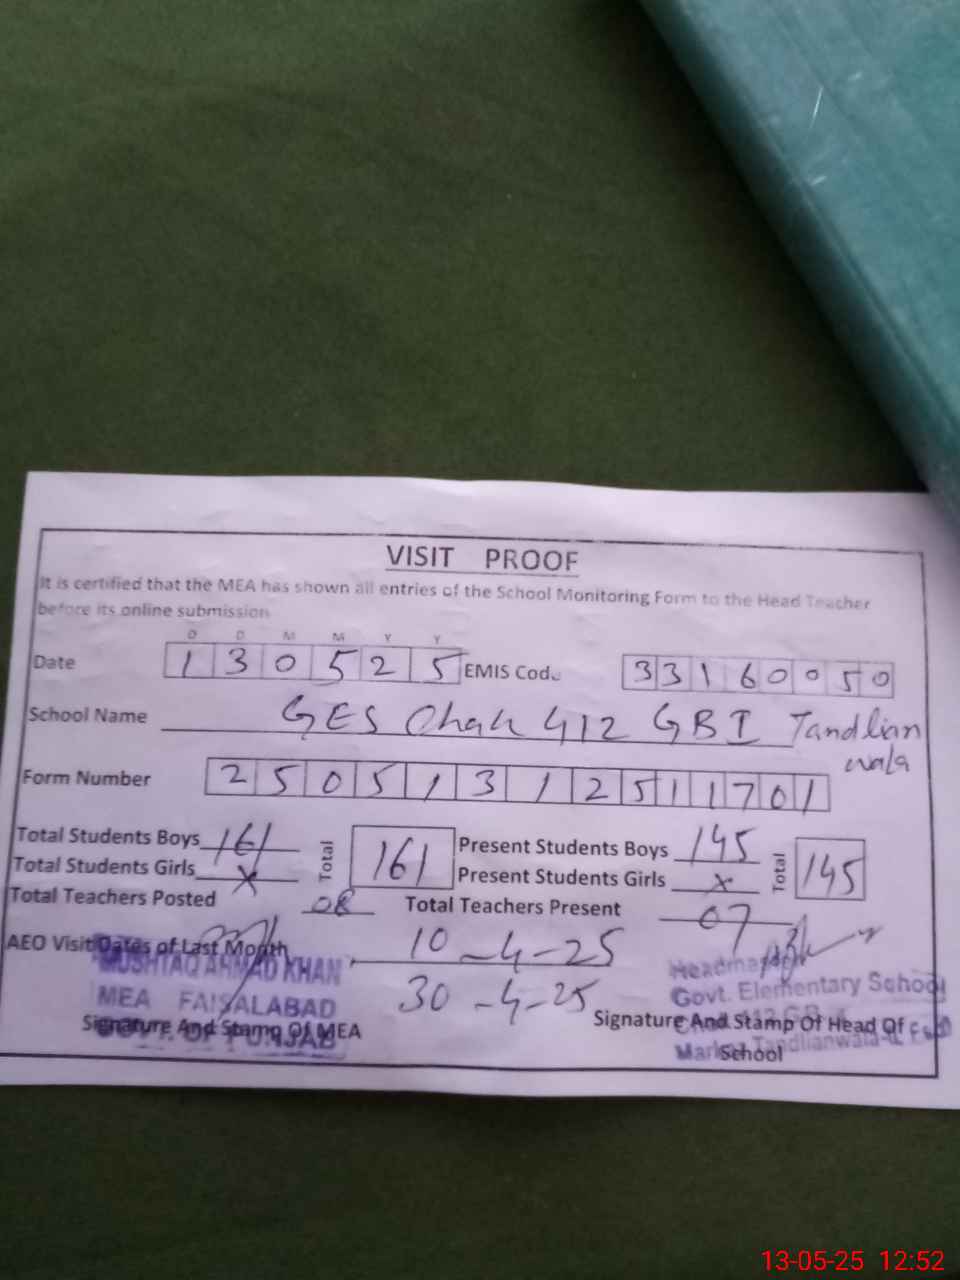 VISIT PROOF
It is certified that the MEA has shown all entries of the School Monitoring Form to the Head Teacher
before its online submission
D D M M Y Y
Date 1 3 0 5 2 5 EMIS Code 3 3 1 6 0 0 5 0
School Name GES Chak 412 GB I Tandlian
wala
Form Number 2 5 0 5 1 3 1 2 5 1 1 7 0 1
Total Students Boys 161 Total 161 Present Students Boys 145 Total 145
Total Students Girls x Present Students Girls x
Total Teachers Posted 08 Total Teachers Present 07
AEO Visit Dates of Last Month 10-4-25
30-4-25
MUSHTAQ AHMAD KHAN
MEA FAISALABAD
GOVT. OF PUNJAB
Signature And Stamp Of MEA
Govt. Elementary School
Tandlianwala
Signature And Stamp Of Head Of
School
13-05-25 12:52